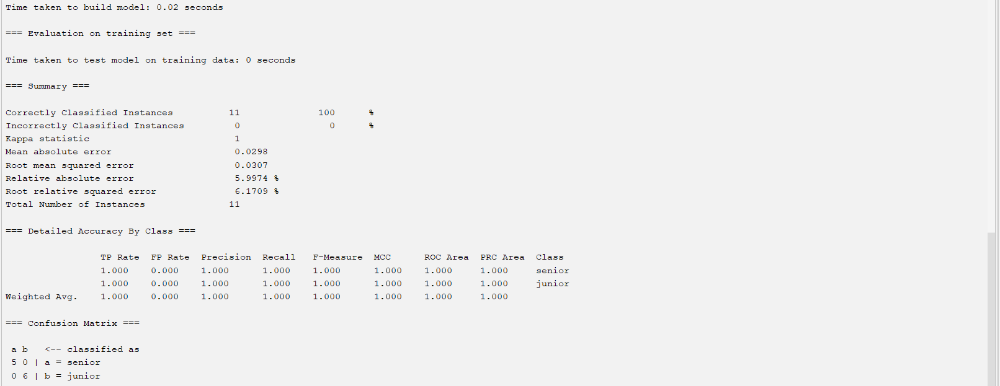 Time taken to build model: 0.02 seconds
=== Evaluation on training set ===
Time taken to test model on training data: 0 seconds
=== Summary ===
Correctly Classified Instances          11              100      %
Incorrectly Classified Instances         0                0      %
Kappa statistic                          1
Mean absolute error                      0.0298
Root mean squared error                  0.0307
Relative absolute error                  5.9974 %
Root relative squared error              6.1709 %
Total Number of Instances               11
=== Detailed Accuracy By Class ===
                 TP Rate  FP Rate  Precision  Recall   F-Measure  MCC      ROC Area  PRC Area  Class
                 1.000    0.000    1.000      1.000    1.000      1.000    1.000     1.000     senior
                 1.000    0.000    1.000      1.000    1.000      1.000    1.000     1.000     junior
Weighted Avg.    1.000    0.000    1.000      1.000    1.000      1.000    1.000     1.000
=== Confusion Matrix ===
 a b   <-- classified as
 5 0 | a = senior
 0 6 | b = junior